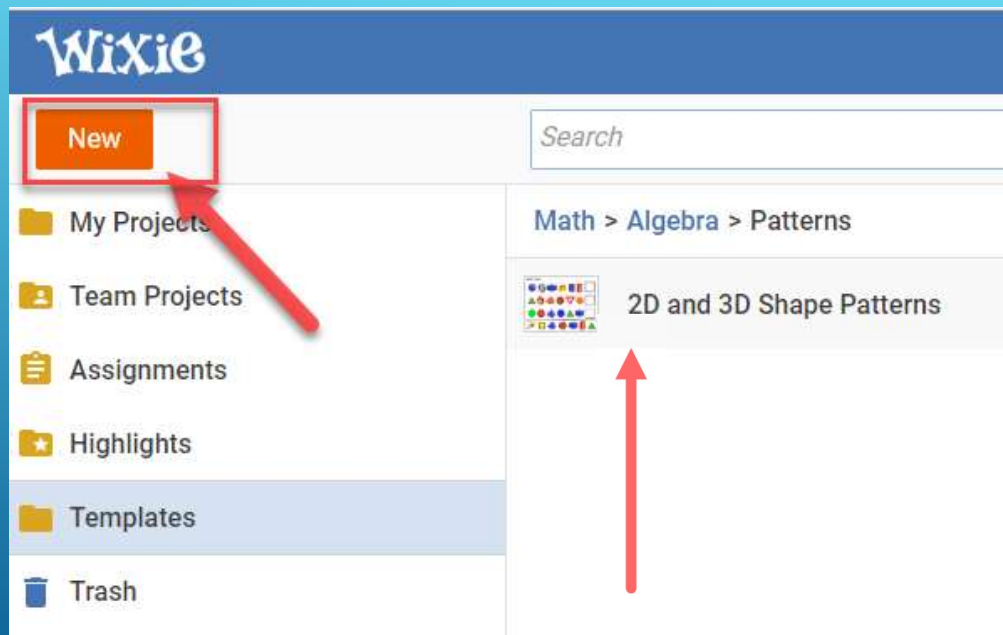 Wixie
New
Search
My Projects
Team Projects
Assignments
Highlights
Templates
Trash
Math > Algebra > Patterns
2D and 3D Shape Patterns